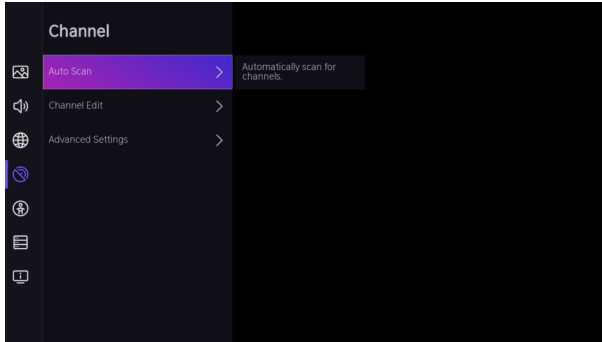 Channel
Auto Scan
Automatically scan for
channels.
Channel Edit
Advanced Settings